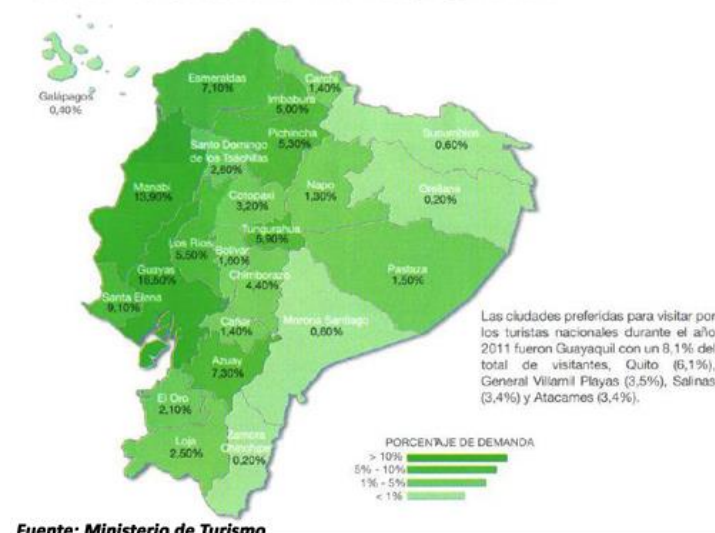 Esmeraldas
7,10%
Carchi
1,40%
Galápagos
0,40%
Imbabura
5,00%
Pichincha
5,30%
Sucumbios
0,60%
Santo Domingo
de los Tsáchilas
2,60%
Manabí
13,90%
Cotopaxi
3,20%
Napo
1,30%
Orellana
0,20%
Tungurahua
5,90%
Los Ríos
5,50%
Bolívar
1,60%
Guayas
16,50%
Chimborazo
4,40%
Pastaza
1,50%
Santa Elena
9,10%
Cañar
1,40%
Morona Santiago
0,60%
Azuay
7,30%
El Oro
2,10%
Loja
2,50%
Zamora
Chinchipe
0,20%
Las ciudades preferidas para visitar por
los turistas nacionales durante el año
2011 fueron Guayaquil con un 8,1% del
total de visitantes, Quito (6,1%),
General Villamil Playas (3,5%), Salinas
(3,4%) y Atacames (3,4%).
PORCENTAJE DE DEMANDA
> 10%
5% - 10%
1% - 5%
< 1%
Fuente: Ministerio de Turismo